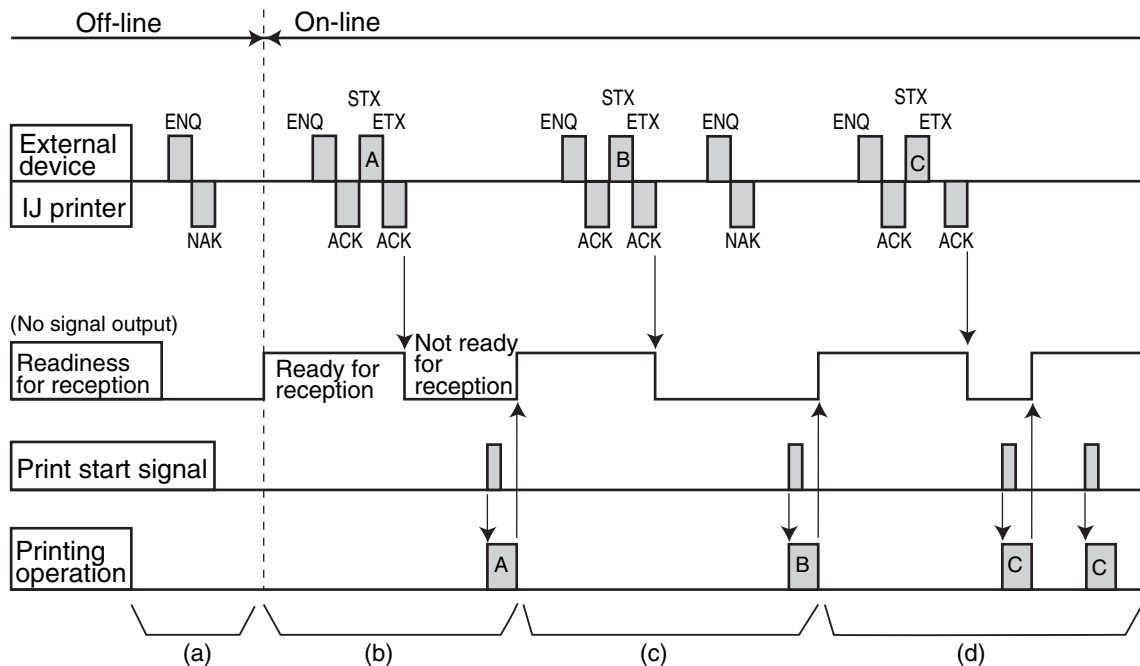 Off-line
On-line
STX
STX
STX
ENQ
ENQ
ETX
ENQ
ETX
ENQ
ENQ
ETX
External
device
A
B
C
IJ printer
NAK
ACK
ACK
ACK
ACK
NAK
ACK
ACK
(No signal output)
Readiness
for reception
Ready for
reception
Not ready
for
reception
Print start signal
Printing
operation
A
B
C
C
(a)
(b)
(c)
(d)